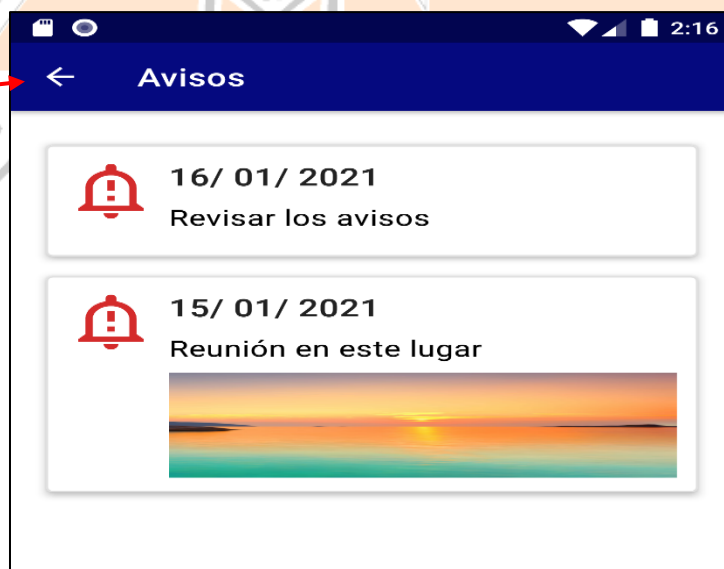 2:16
Avisos
16/ 01/ 2021
Revisar los avisos
15/ 01/ 2021
Reunión en este lugar